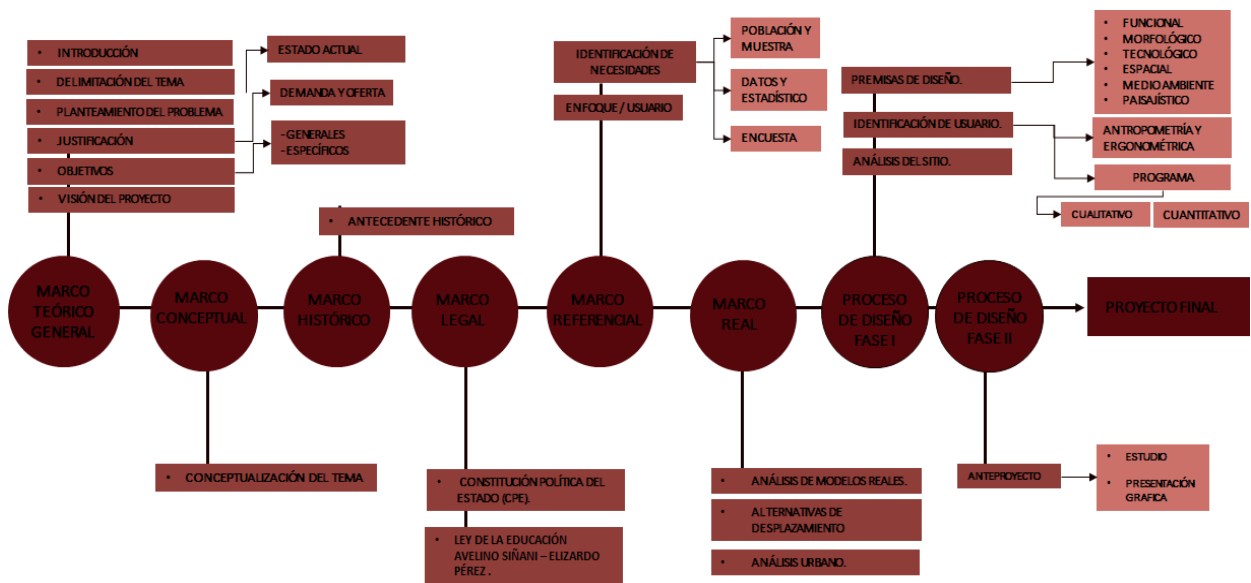 • INTRODUCCIÓN
• DELIMITACIÓN DEL TEMA
• PLANTEAMIENTO DEL PROBLEMA
• JUSTIFICACIÓN
• OBJETIVOS
• VISIÓN DEL PROYECTO
ESTADO ACTUAL
DEMANDA Y OFERTA
- GENERALES
- ESPECÍFICOS
• ANTECEDENTE HISTÓRICO
IDENTIFICACIÓN DE
NECESIDADES
ENFOQUE / USUARIO
POBLACIÓN Y
MUESTRA
DATOS Y
ESTADÍSTICO
ENCUESTA
PREMISAS DE DISEÑO.
IDENTIFICACIÓN DE USUARIO.
ANÁLISIS DEL SITIO.
• FUNCIONAL
• MORFOLÓGICO
• TECNOLÓGICO
• ESPACIAL
• MEDIO AMBIENTE
• PAISAJÍSTICO
ANTROPOMETRÍA Y
ERGONOMÉTRICA
PROGRAMA
CUALITATIVO
CUANTITATIVO
MARCO
TEÓRICO
GENERAL
MARCO
CONCEPTUAL
MARCO
HISTÓRICO
MARCO
LEGAL
MARCO
REFERENCIAL
MARCO
REAL
PROCESO
DE DISEÑO
FASE I
PROCESO
DE DISEÑO
FASE II
PROYECTO FINAL
• CONCEPTUALIZACIÓN DEL TEMA
• CONSTITUCIÓN POLÍTICA DEL
ESTADO (CPE).
• LEY DE LA EDUCACIÓN
AVELINO SIÑANI – ELIZARDO
PÉREZ .
• ANÁLISIS DE MODELOS REALES.
• ALTERNATIVAS DE
DESPLAZAMIENTO
• ANÁLISIS URBANO.
ANTEPROYECTO
• ESTUDIO
• PRESENTACIÓN
GRAFICA